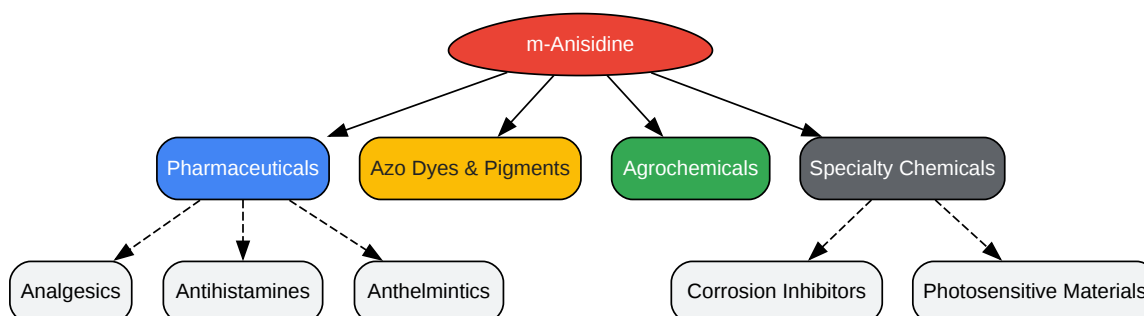 m-Anisidine
Pharmaceuticals
Azo Dyes & Pigments
Agrochemicals
Specialty Chemicals
Analgesics
Antihistamines
Anthelmintics
Corrosion Inhibitors
Photosensitive Materials